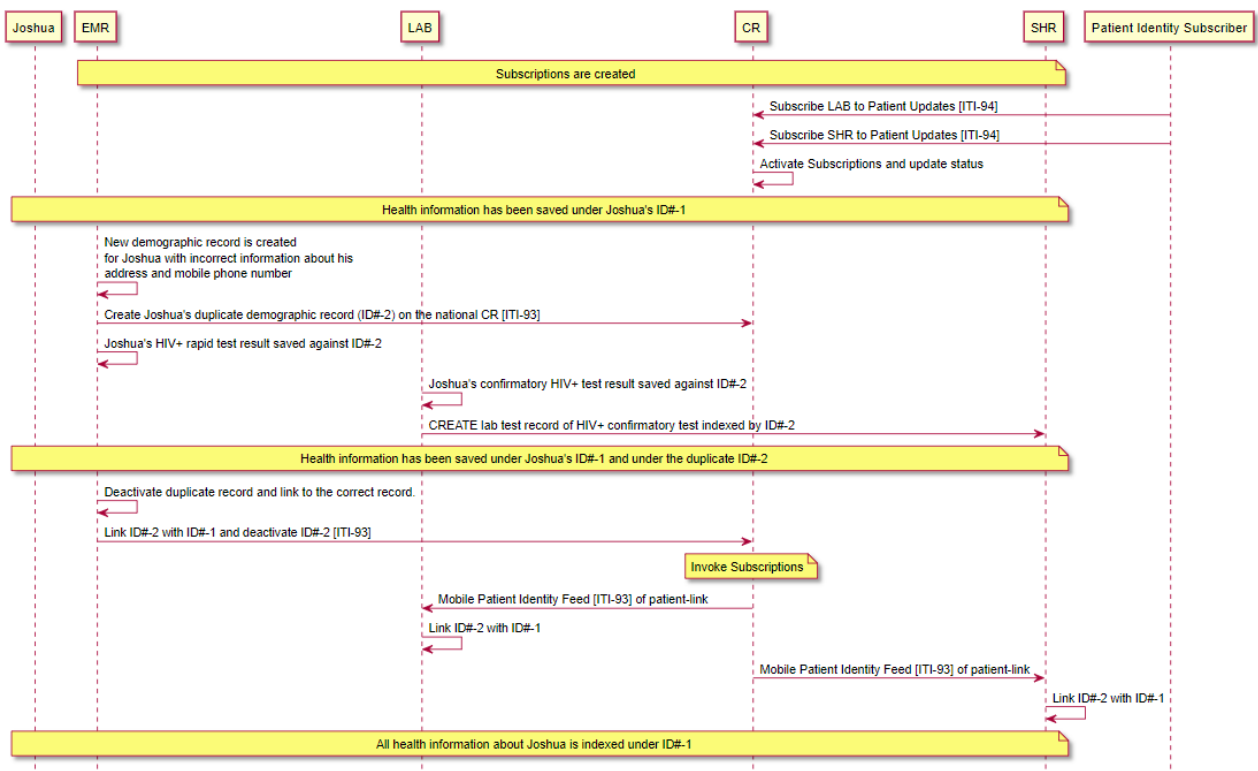 Joshua
EMR
LAB
CR
SHR
Patient Identity Subscriber
Subscriptions are created
Subscribe LAB to Patient Updates [ITI-94]
Subscribe SHR to Patient Updates [ITI-94]
Activate Subscriptions and update status
Health information has been saved under Joshua's ID#-1
New demographic record is created
for Joshua with incorrect information about his
address and mobile phone number
Create Joshua's duplicate demographic record (ID#-2) on the national CR [ITI-93]
Joshua's HIV+ rapid test result saved against ID#-2
Joshua's confirmatory HIV+ test result saved against ID#-2
CREATE lab test record of HIV+ confirmatory test indexed by ID#-2
Health information has been saved under Joshua's ID#-1 and under the duplicate ID#-2
Deactivate duplicate record and link to the correct record.
Link ID#-2 with ID#-1 and deactivate ID#-2 [ITI-93]
Invoke Subscriptions
Mobile Patient Identity Feed [ITI-93] of patient-link
Link ID#-2 with ID#-1
Mobile Patient Identity Feed [ITI-93] of patient-link
Link ID#-2 with ID#-1
All health information about Joshua is indexed under ID#-1